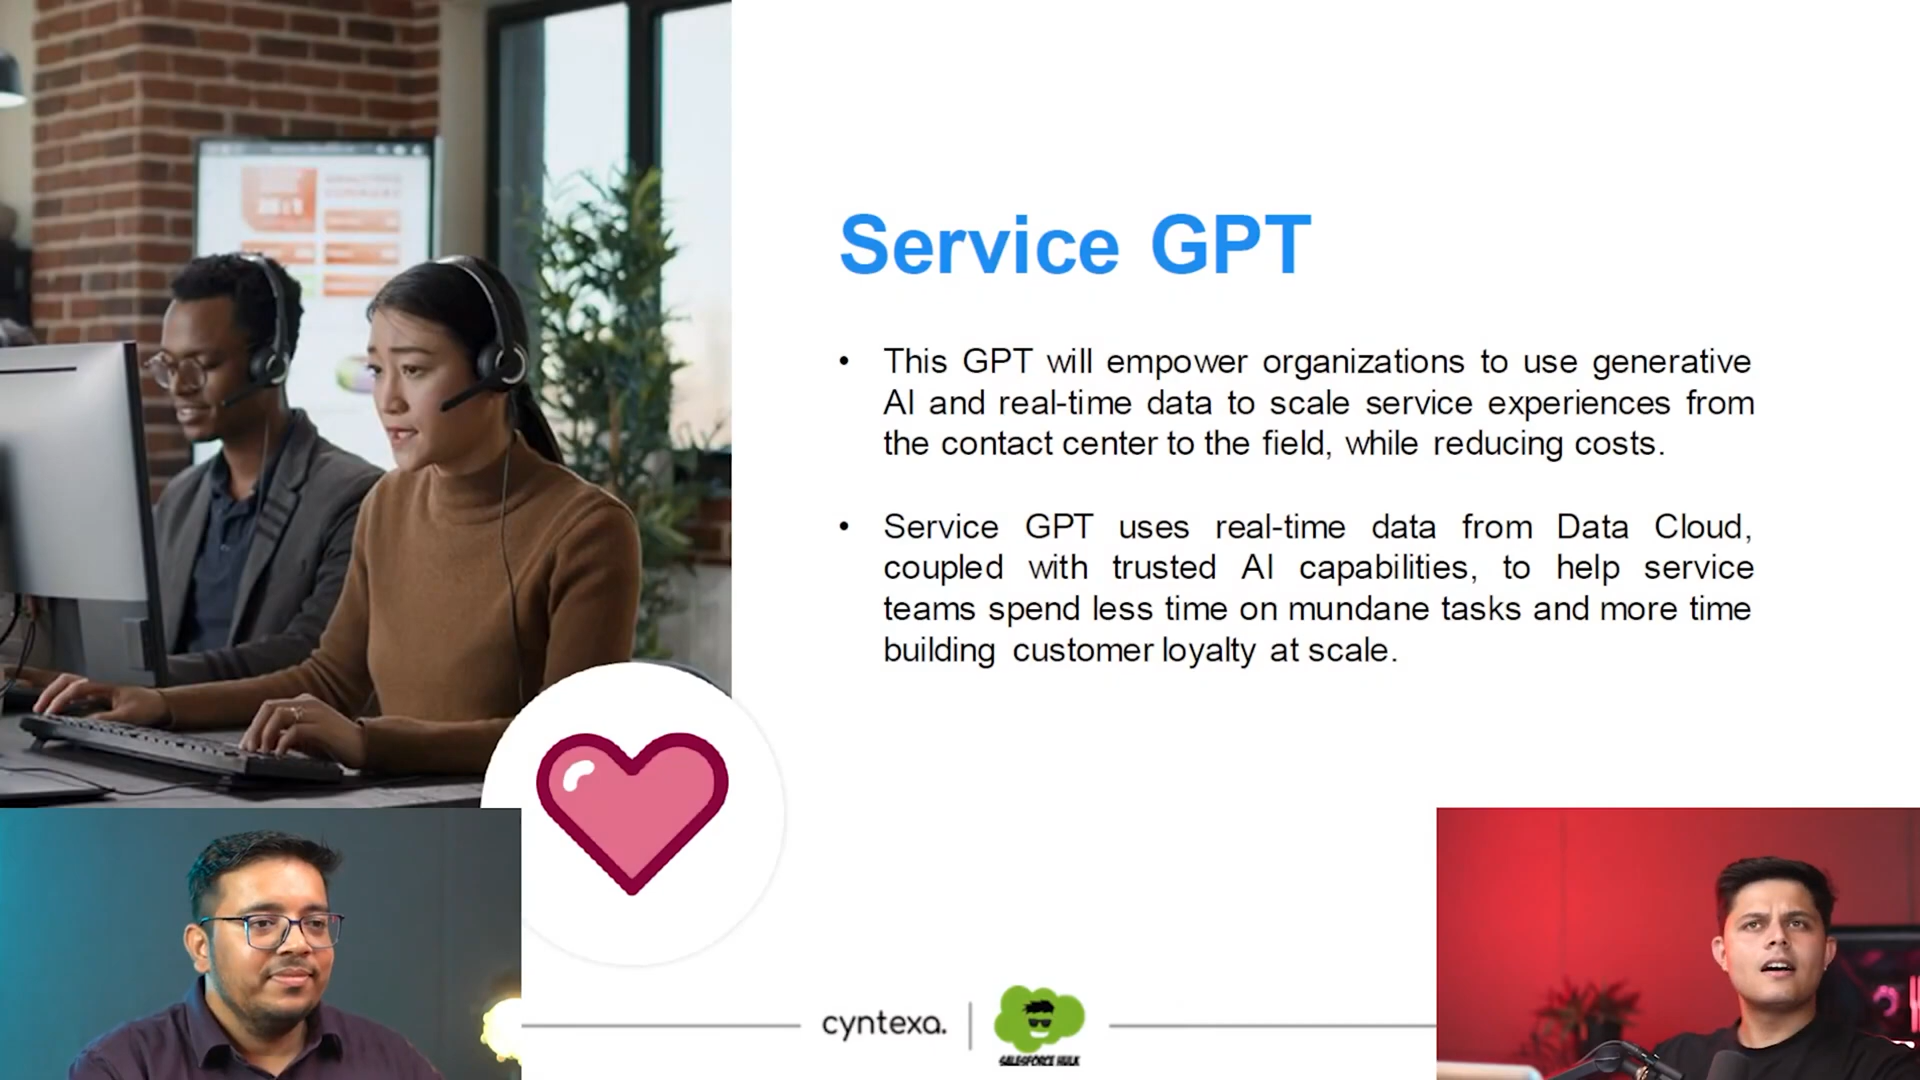 Service GPT
• This GPT will empower organizations to use generative
AI and real-time data to scale service experiences from
the contact center to the field, while reducing costs.
• Service GPT uses real-time data from Data Cloud,
coupled with trusted AI capabilities, to help service
teams spend less time on mundane tasks and more time
building customer loyalty at scale.
cyntexa.
SALESFORCE HULK